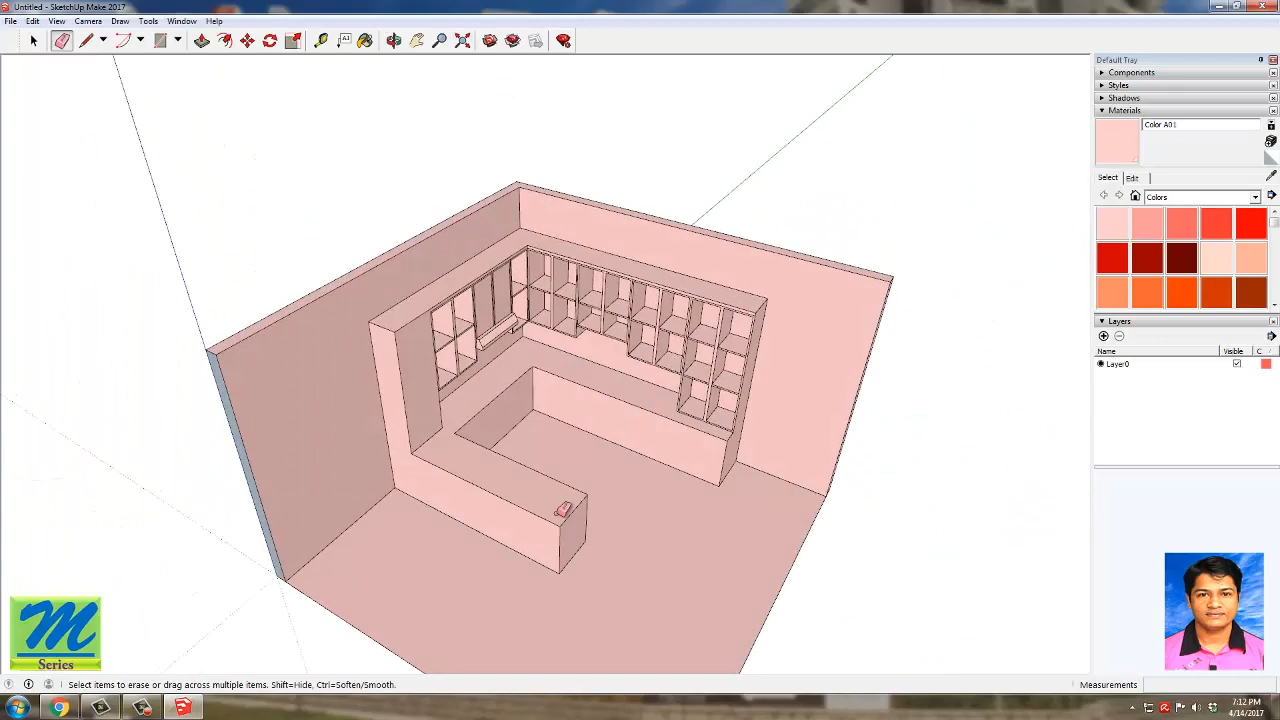 Untitled - SketchUp Make 2017
File Edit View Camera Draw Tools Window Help
A1
Default Tray
Components
Styles
Shadows
Materials
Color A01
Select Edit
Colors
Layers
Name Visible C
Layer0
M
Series
Select items to erase or drag across multiple items. Shift=Hide, Ctrl=Soften/Smooth.
Measurements
7:12 PM
4/14/2017